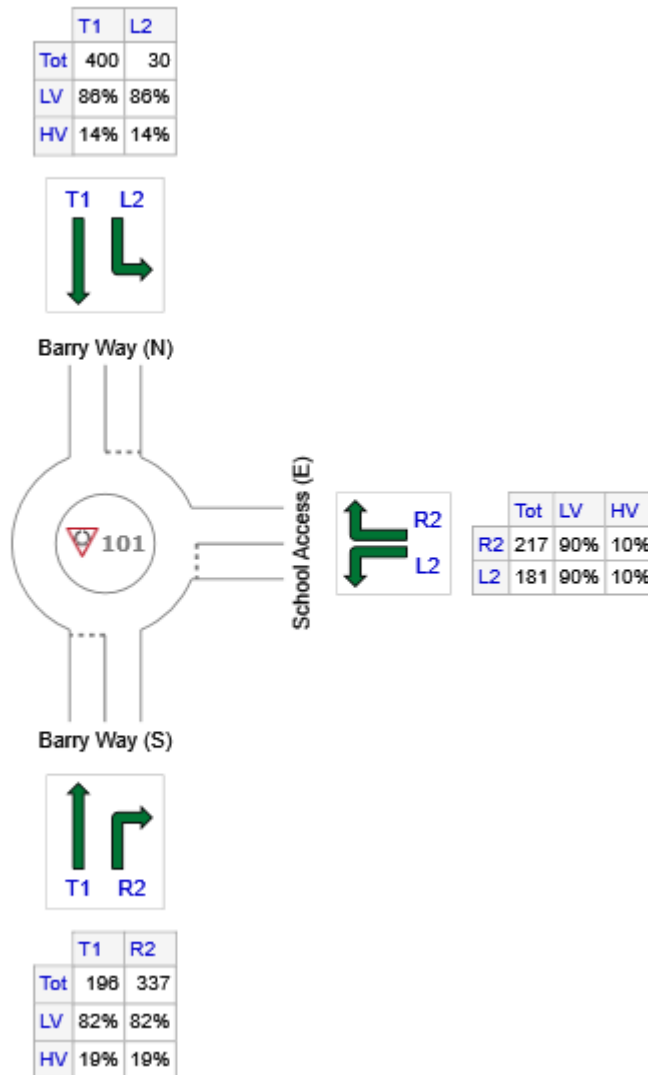 T1 L2
Tot 400 30
LV 86% 86%
HV 14% 14%
T1 L2
Barry Way (N)
101
School Access (E)
R2
L2
Tot LV HV
R2 217 90% 10%
L2 181 90% 10%
Barry Way (S)
T1 R2
T1 R2
Tot 196 337
LV 82% 82%
HV 19% 19%